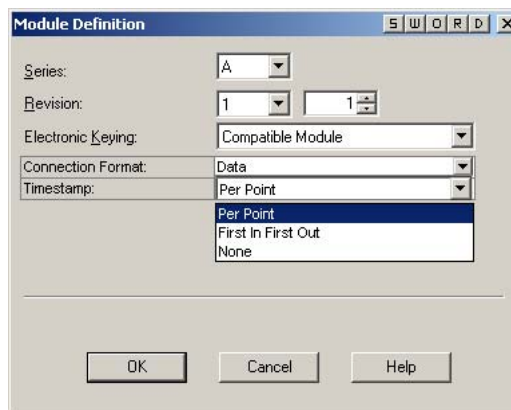 Module Definition S W O R D X
Series: A
Revision: 1 1
Electronic Keying: Compatible Module
Connection Format: Data
Timestamp: Per Point
Per Point
First In First Out
None
OK Cancel Help